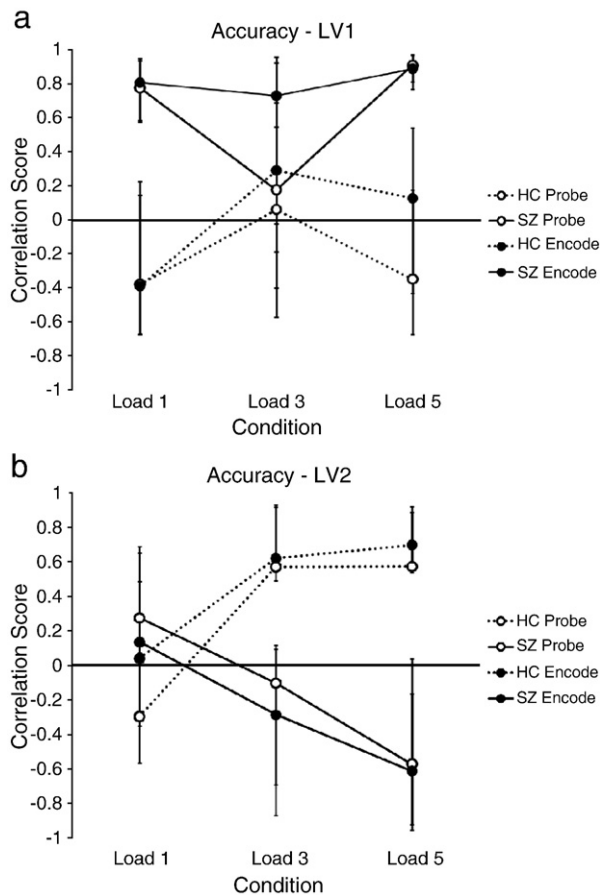 a
Accuracy - LV1
Correlation Score
1
0.8
0.6
0.4
0.2
0
-0.2
-0.4
-0.6
-0.8
-1
Load 1 Load 3 Load 5
Condition
HC Probe
SZ Probe
HC Encode
SZ Encode
b
Accuracy - LV2
Correlation Score
1
0.8
0.6
0.4
0.2
0
-0.2
-0.4
-0.6
-0.8
-1
Load 1 Load 3 Load 5
Condition
HC Probe
SZ Probe
HC Encode
SZ Encode